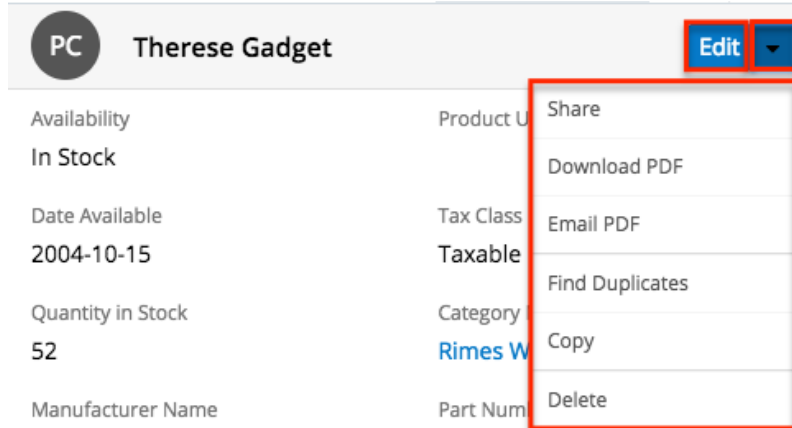 PC Therese Gadget Edit
Availability Product U
In Stock
Date Available Tax Class
2004-10-15 Taxable
Quantity in Stock Category
52 Rimes W
Manufacturer Name Part Num
Share
Download PDF
Email PDF
Find Duplicates
Copy
Delete